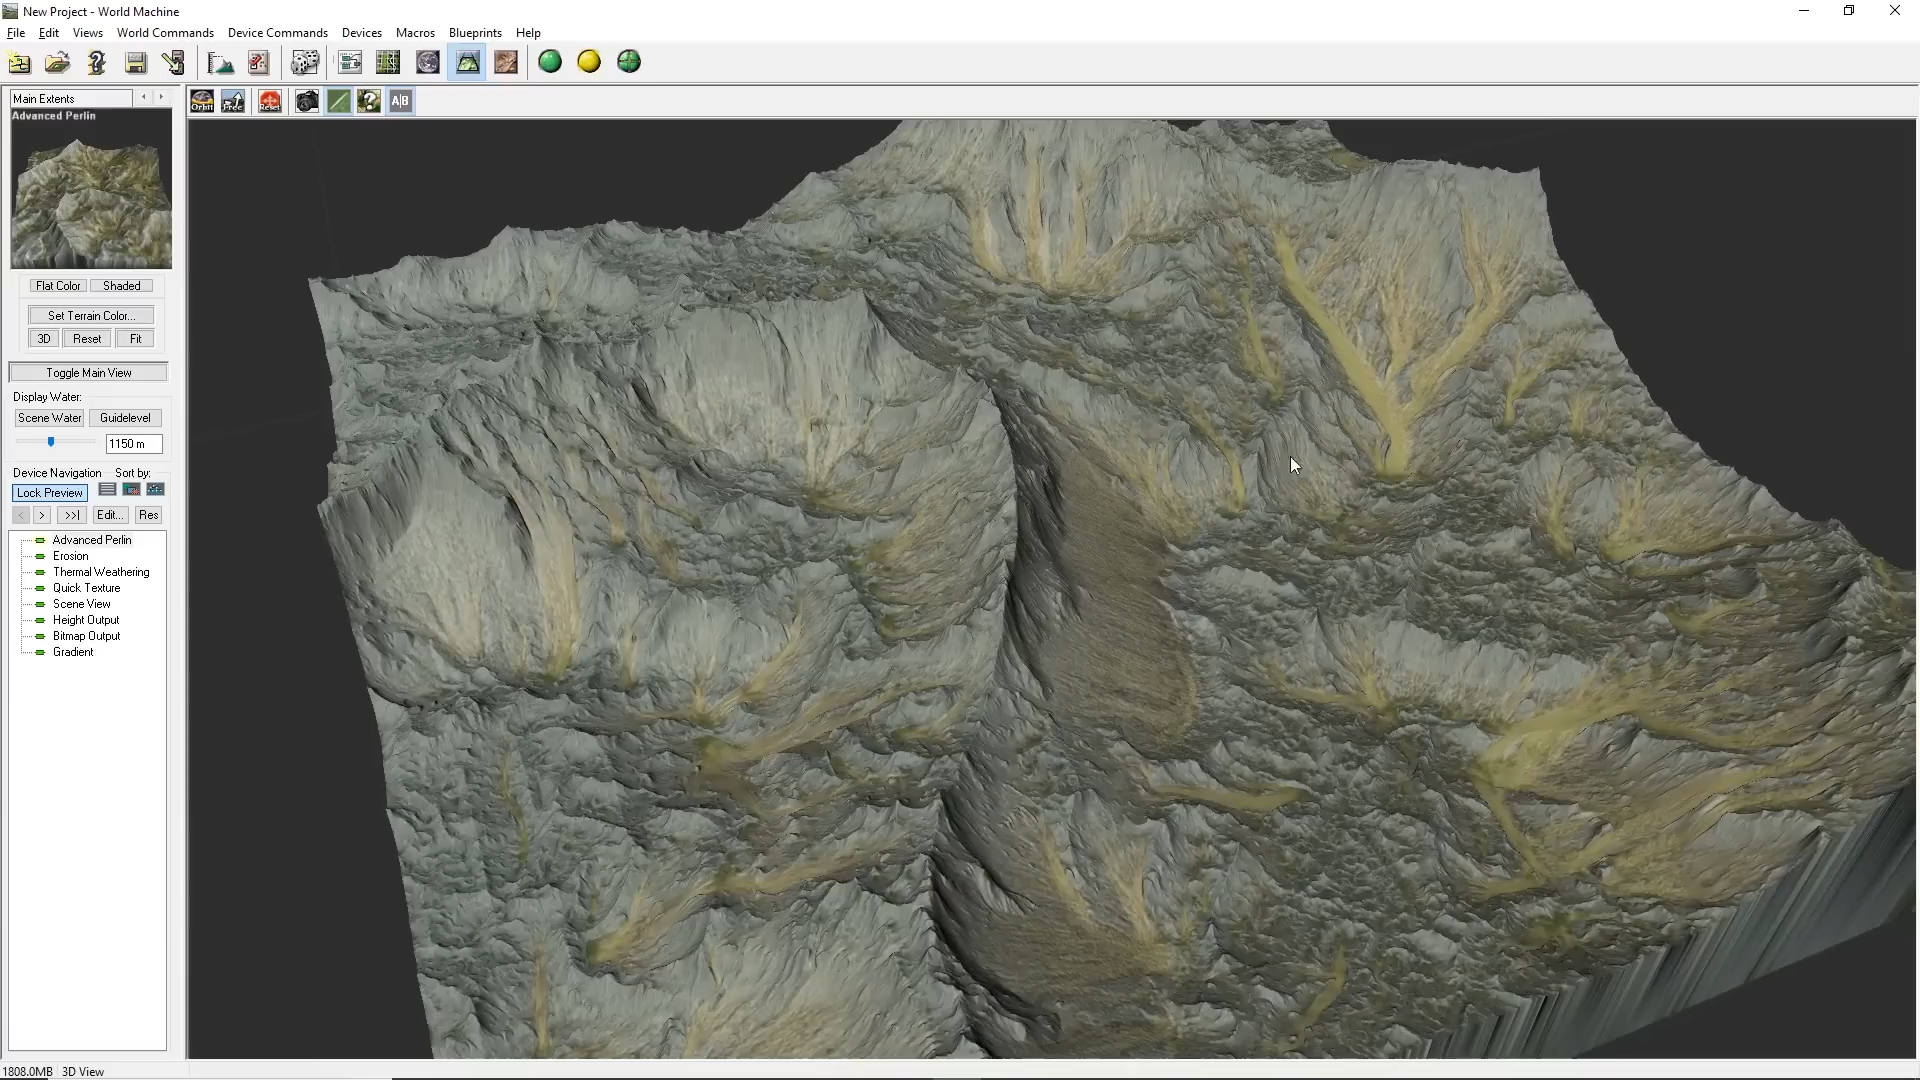 New Project - World Machine
File Edit Views World Commands Device Commands Devices Macros Blueprints Help
Orbit Free Reset A|B
Main Extents
Advanced Perlin
Flat Color Shaded
Set Terrain Color...
3D Reset Fit
Toggle Main View
Display Water:
Scene Water Guidelevel
1150 m
Device Navigation Sort by:
Lock Preview
< > >>| Edit... Res
Advanced Perlin
Erosion
Thermal Weathering
Quick Texture
Scene View
Height Output
Bitmap Output
Gradient
1808.0MB 3D View